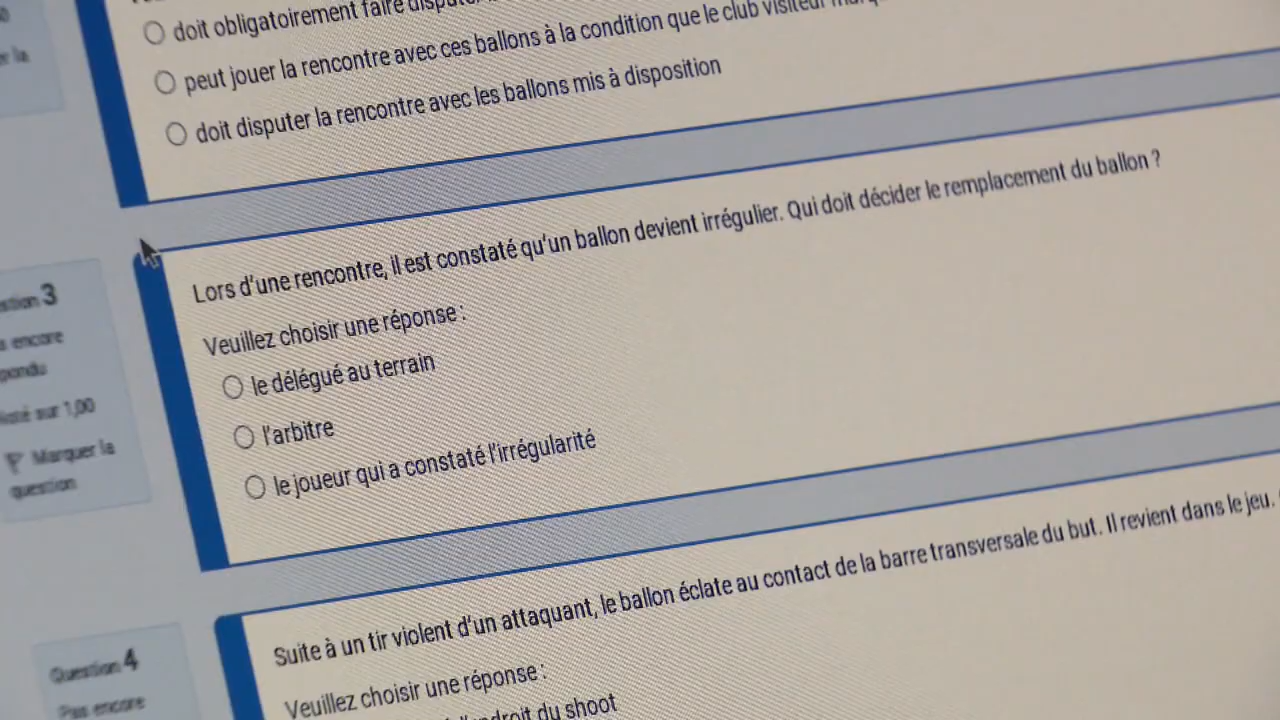 doit obligatoirement faire
peut jouer la rencontre avec ces ballons à la condition que le club visiteur
doit disputer la rencontre avec les ballons mis à disposition
Lors d'une rencontre, il est constaté qu'un ballon devient irrégulier. Qui doit décider le remplacement du ballon ?
Veuillez choisir une réponse :
le délégué au terrain
l'arbitre
le joueur qui a constaté l'irrégularité
3
encore
sur 1,00
Marquer la
question
Suite à un tir violent d'un attaquant, le ballon éclate au contact de la barre transversale du but. Il revient dans le jeu.
Veuillez choisir une réponse :
du shoot
Question 4
Pas encore